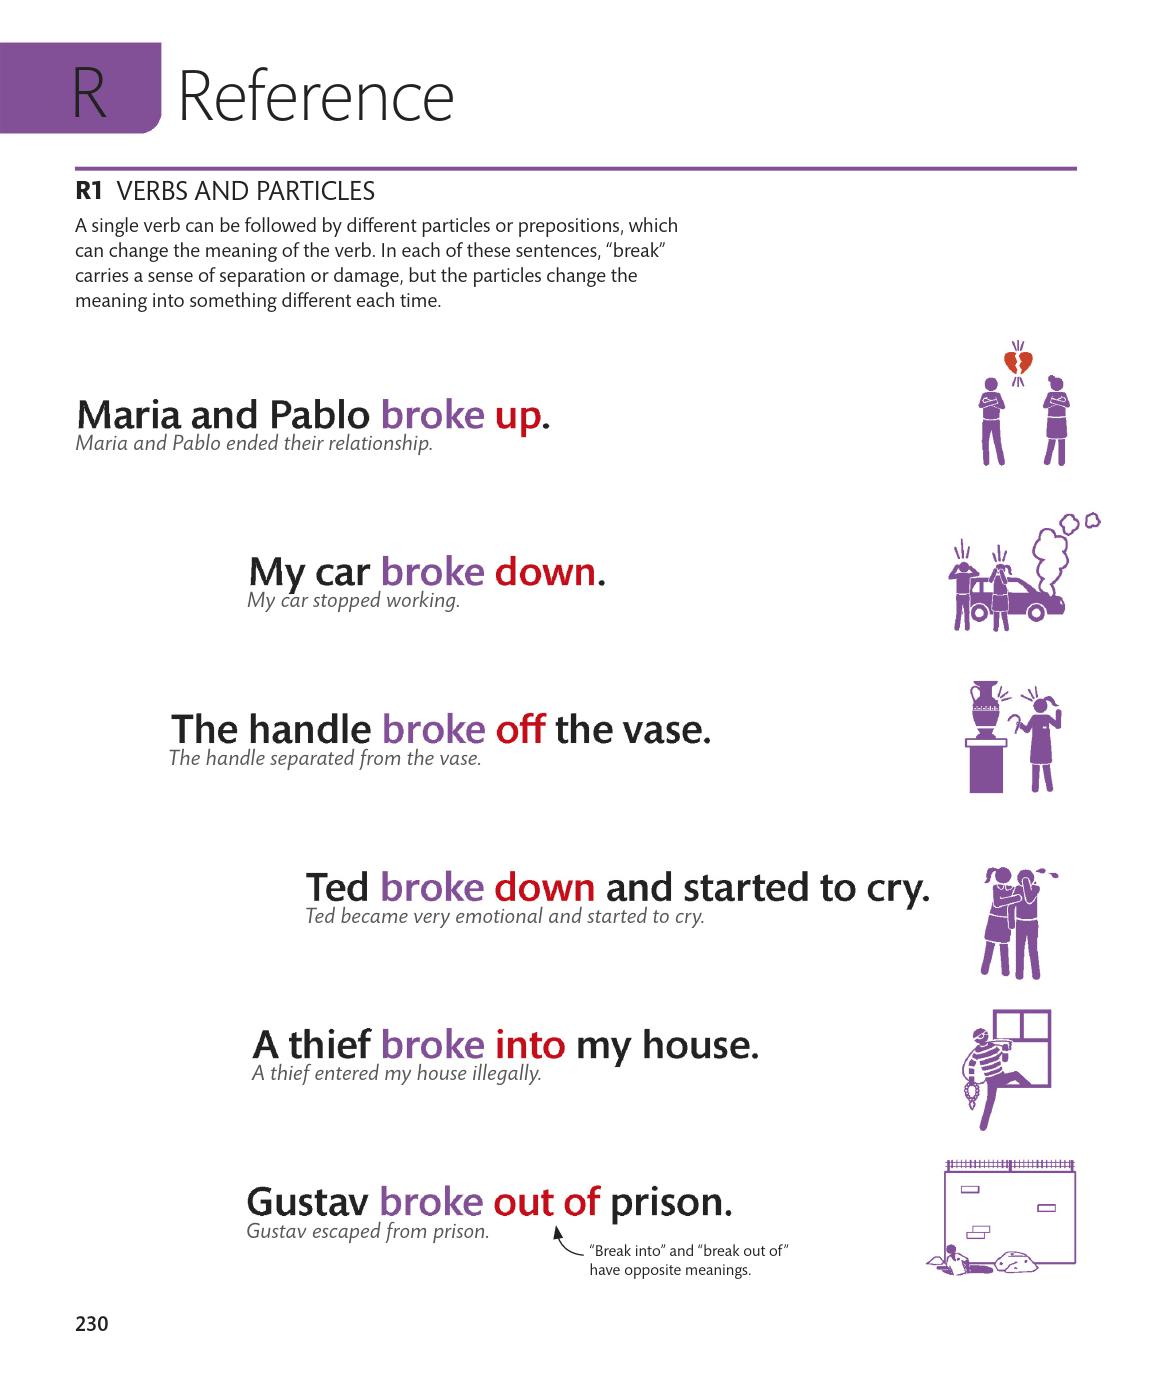 R Reference
R1 VERBS AND PARTICLES
A single verb can be followed by different particles or prepositions, which
can change the meaning of the verb. In each of these sentences, “break”
carries a sense of separation or damage, but the particles change the
meaning into something different each time.
Maria and Pablo broke up.
Maria and Pablo ended their relationship.
My car broke down.
My car stopped working.
The handle broke off the vase.
The handle separated from the vase.
Ted broke down and started to cry.
Ted became very emotional and started to cry.
A thief broke into my house.
A thief entered my house illegally.
Gustav broke out of prison.
Gustav escaped from prison.
“Break into” and “break out of”
have opposite meanings.
230